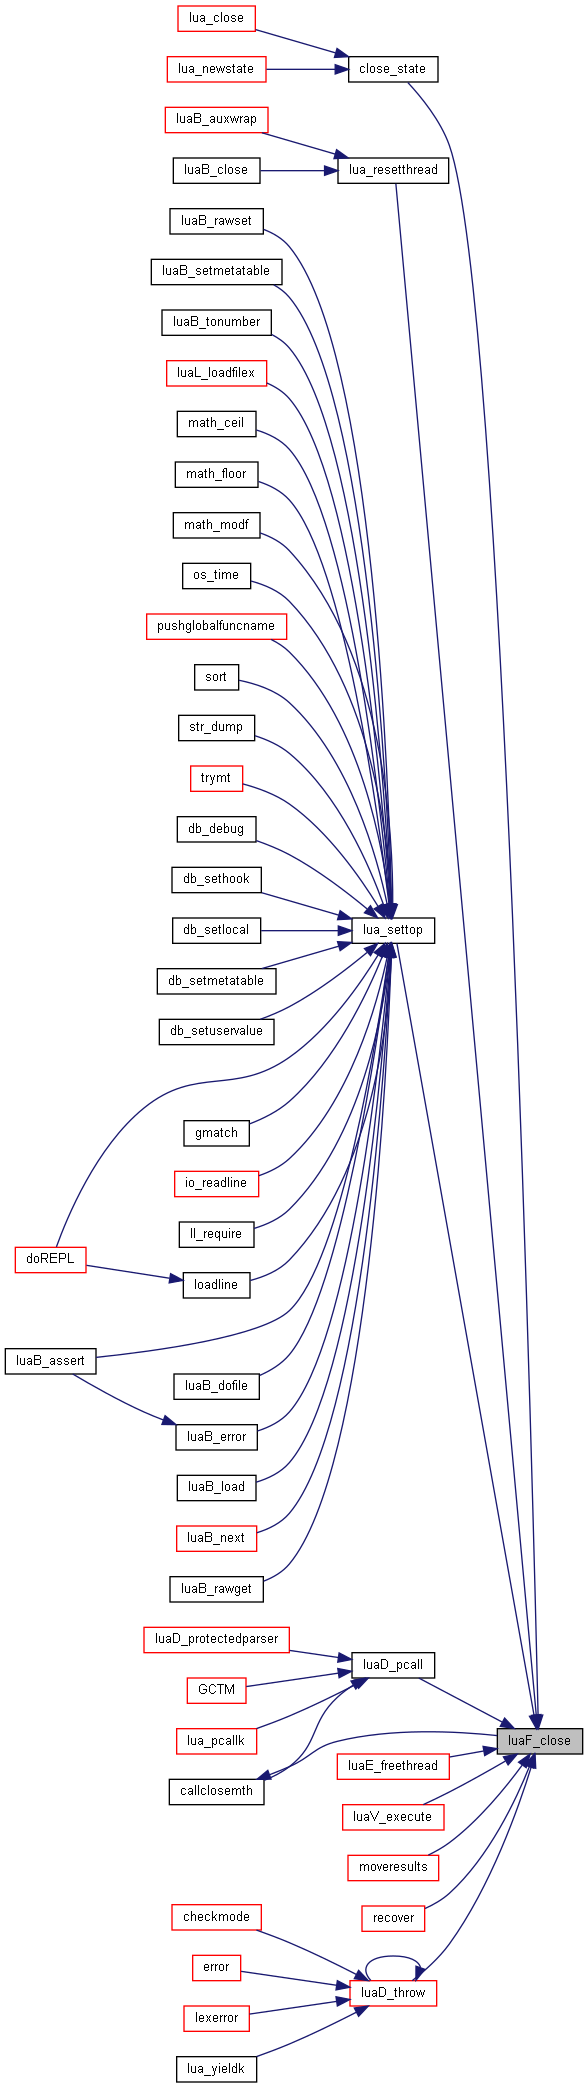 lua_close
lua_newstate
close_state
luaB_auxwrap
luaB_close
lua_resetthread
luaB_rawset
luaB_setmetatable
luaB_tonumber
luaL_loadfilex
math_ceil
math_floor
math_modf
os_time
pushglobalfuncname
sort
str_dump
trymt
db_debug
db_sethook
db_setlocal
lua_settop
db_setmetatable
db_setuservalue
gmatch
io_readline
ll_require
doREPL
loadline
luaB_assert
luaB_dofile
luaB_error
luaB_load
luaB_next
luaB_rawget
luaD_protectedparser
luaD_pcall
GCTM
lua_pcallk
luaF_close
luaE_freethread
callclosemth
luaV_execute
moveresults
recover
checkmode
error
luaD_throw
lexerror
lua_yieldk